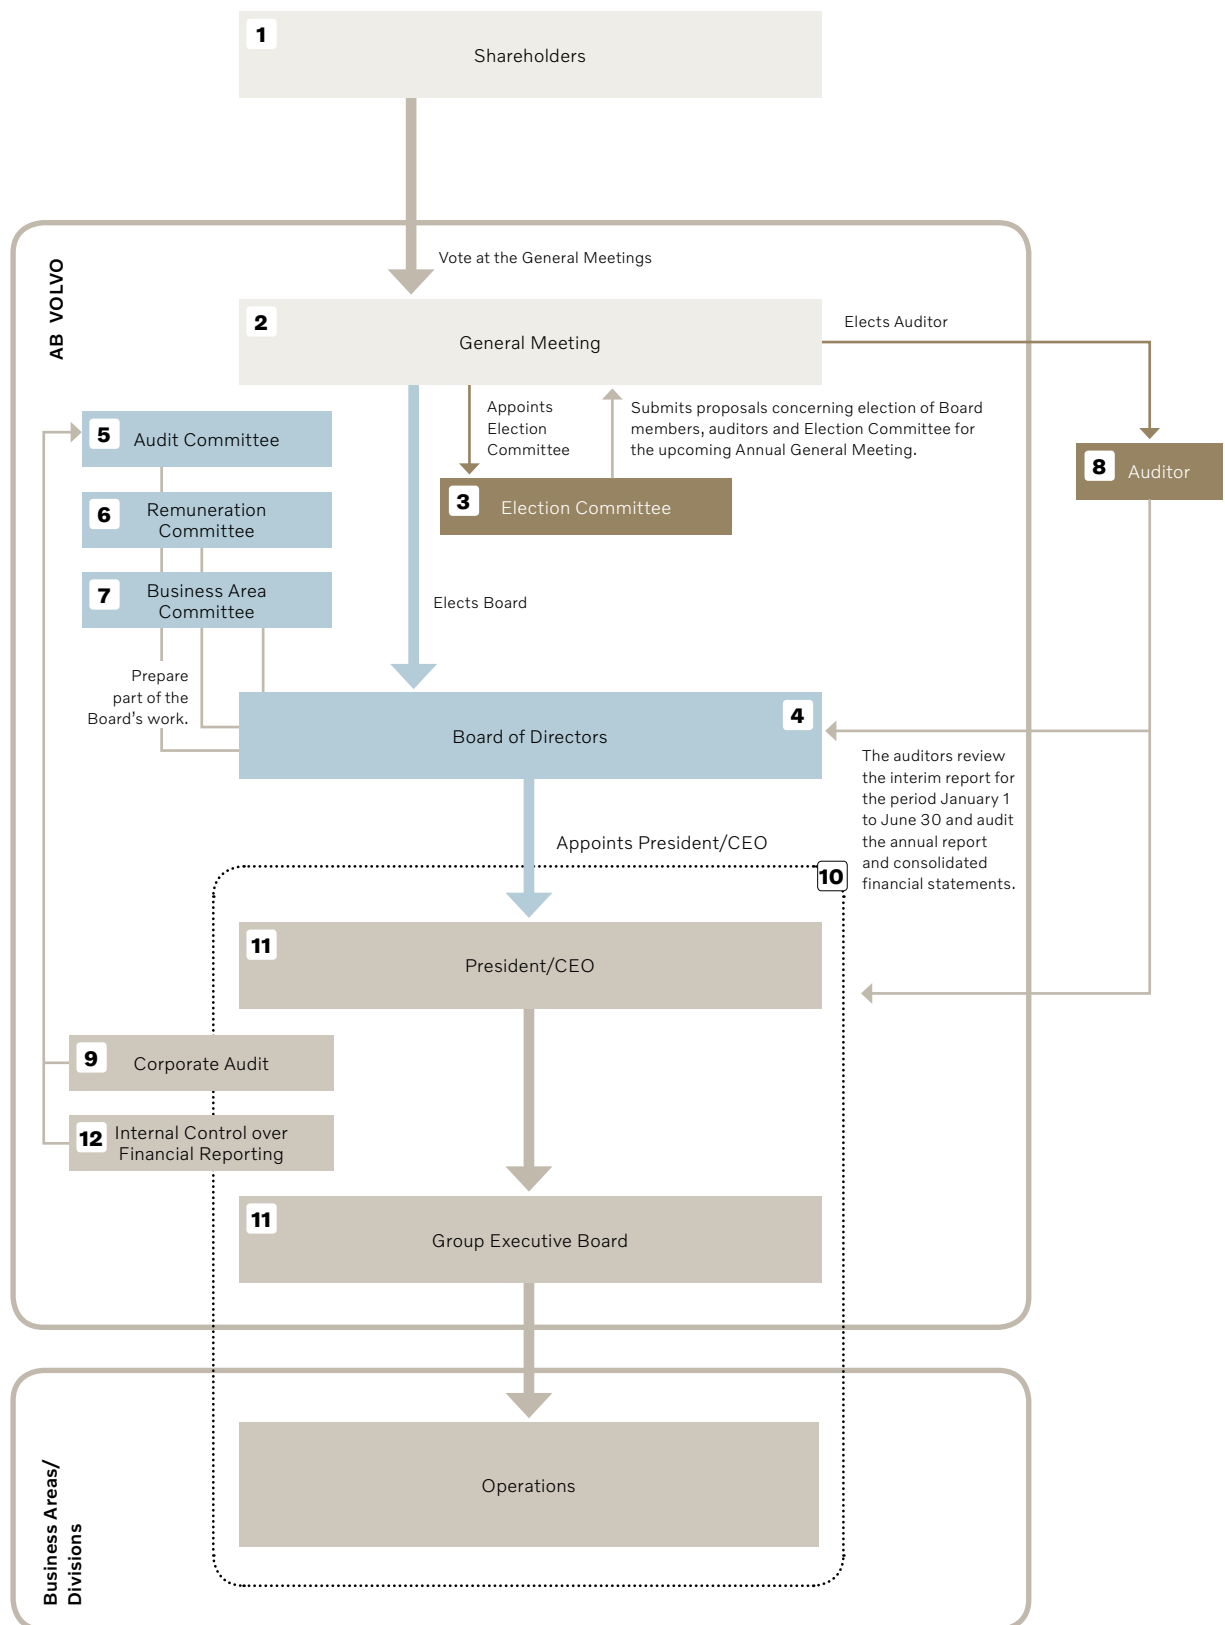 1
Shareholders
Vote at the General Meetings
AB VOLVO
2
General Meeting
Elects Auditor
Appoints
Election
Committee
Submits proposals concerning election of Board
members, auditors and Election Committee for
the upcoming Annual General Meeting.
5
Audit Committee
8
Auditor
3
Election Committee
6
Remuneration
Committee
7
Business Area
Committee
Elects Board
Prepare
part of the
Board's work.
4
Board of Directors
The auditors review
the interim report for
the period January 1
to June 30 and audit
the annual report
and consolidated
financial statements.
Appoints President/CEO
10
11
President/CEO
9
Corporate Audit
12
Internal Control over
Financial Reporting
11
Group Executive Board
Business Areas/
Divisions
Operations